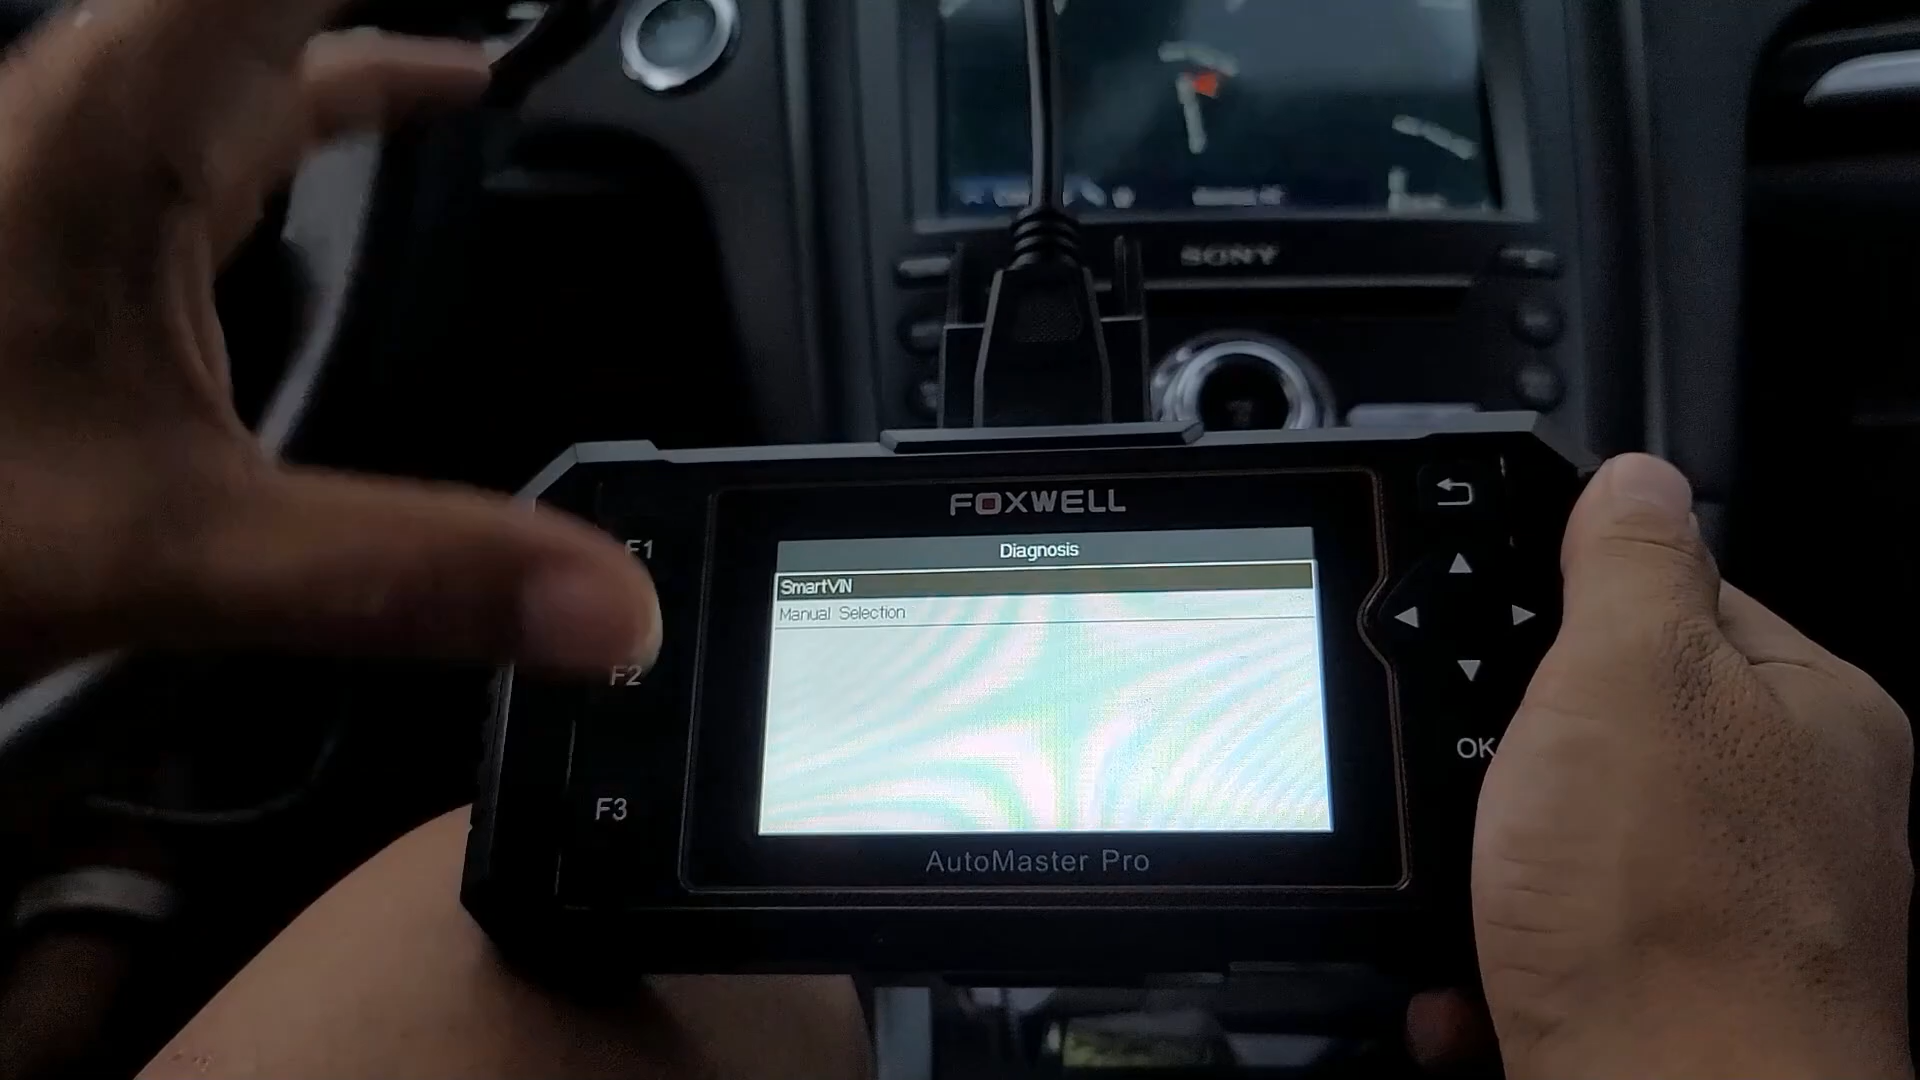 SONY
FOXWELL
Diagnosis
SmartVIN
Manual Selection
F1
F2
F3
OK
AutoMaster Pro